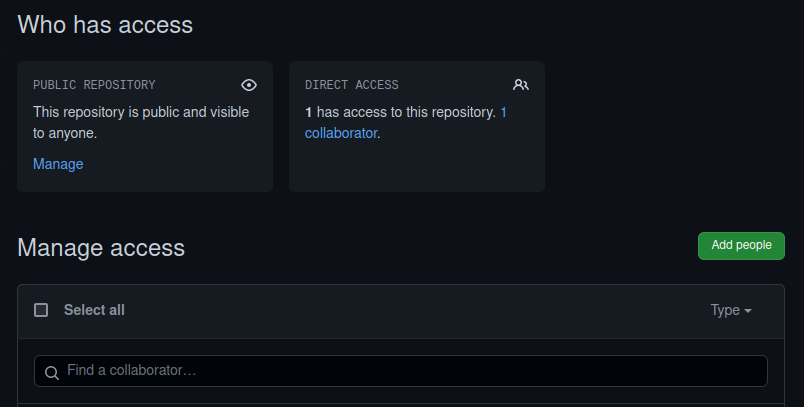 Who has access
PUBLIC REPOSITORY
This repository is public and visible
to anyone.
Manage
DIRECT ACCESS
1 has access to this repository. 1
collaborator.
Manage access
Add people
Select all
Type
Find a collaborator…